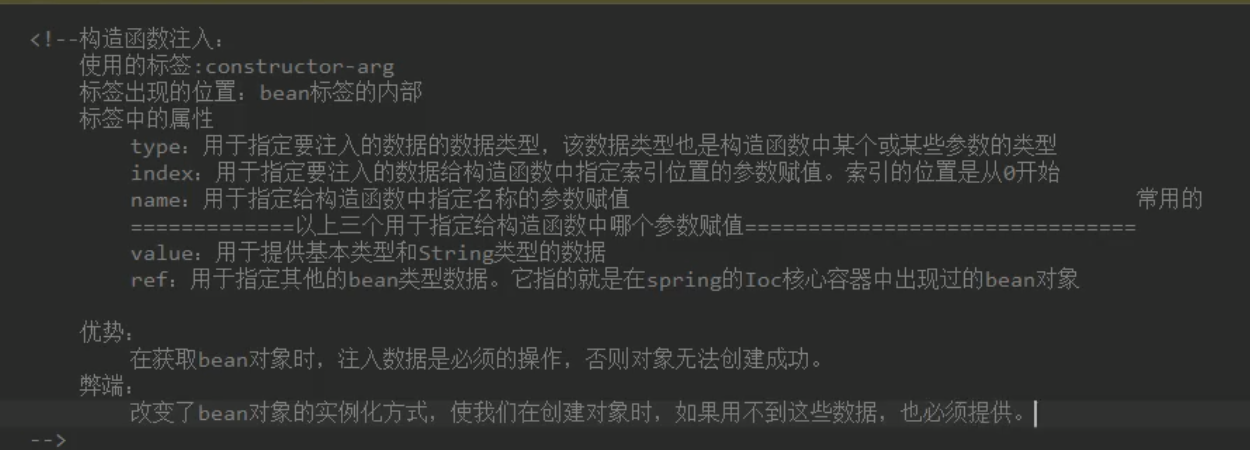 <!--构造函数注入：
使用的标签:constructor-arg
标签出现的位置：bean标签的内部
标签中的属性
type：用于指定要注入的数据的数据类型，该数据类型也是构造函数中某个或某些参数的类型
index：用于指定要注入的数据给构造函数中指定索引位置的参数赋值。索引的位置是从0开始
name：用于指定给构造函数中指定名称的参数赋值 常用的
=============以上三个用于指定给构造函数中哪个参数赋值===============================
value：用于提供基本类型和String类型的数据
ref：用于指定其他的bean类型数据。它指的就是在spring的Ioc核心容器中出现过的bean对象
优势：
在获取bean对象时，注入数据是必须的操作，否则对象无法创建成功。
弊端：
改变了bean对象的实例化方式，使我们在创建对象时，如果用不到这些数据，也必须提供。
-->